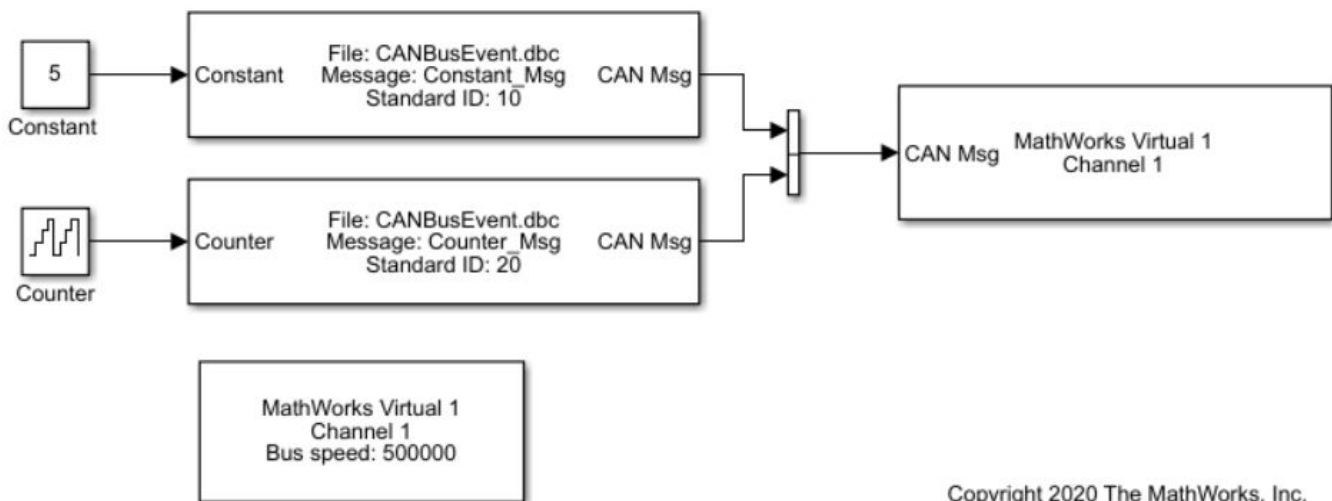 5
Constant
Constant
File: CANBusEvent.dbc
Message: Constant_Msg
Standard ID: 10
CAN Msg
Counter
Counter
File: CANBusEvent.dbc
Message: Counter_Msg
Standard ID: 20
CAN Msg
CAN Msg
MathWorks Virtual 1
Channel 1
MathWorks Virtual 1
Channel 1
Bus speed: 500000
Copyright 2020 The MathWorks, Inc.